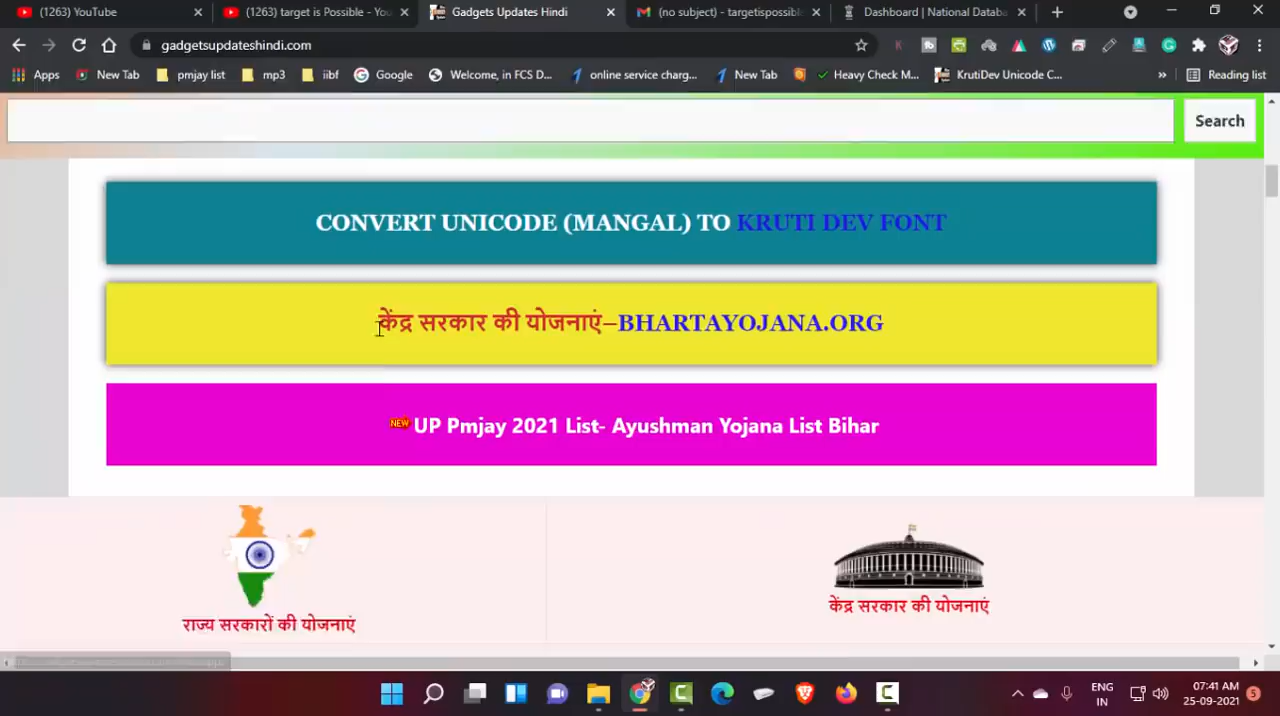 (1263) YouTube
(1263) target is Possible - You
Gadgets Updates Hindi
(no subject) - targetispossible
Dashboard | National Databa
gadgetsupdateshindi.com
Apps
New Tab
pmjay list
mp3
iibf
Google
Welcome, in FCS D...
online service charg...
New Tab
Heavy Check M...
KrutiDev Unicode C...
»
Reading list
Search
CONVERT UNICODE (MANGAL) TO KRUTI DEV FONT
केंद्र सरकार की योजनाएं–BHARTAYOJANA.ORG
NEW UP Pmjay 2021 List- Ayushman Yojana List Bihar
राज्य सरकारों की योजनाएं
केंद्र सरकार की योजनाएं
ENG
IN
07:41 AM
25-09-2021
5